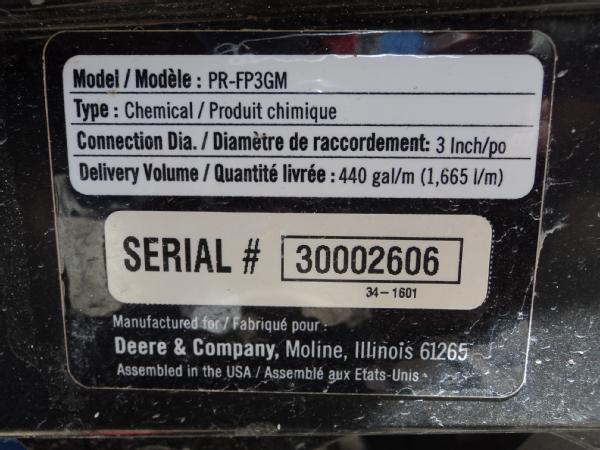 Model / Modèle : PR-FP3GM
Type : Chemical / Produit chimique
Connection Dia. / Diamètre de raccordement: 3 Inch/po
Delivery Volume / Quantité livrée : 440 gal/m (1,665 l/m)
SERIAL # 30002606
34-1601
Manufactured for / Fabriqué pour :
Deere & Company, Moline, Illinois 61265
Assembled in the USA / Assemblé aux Etats-Unis